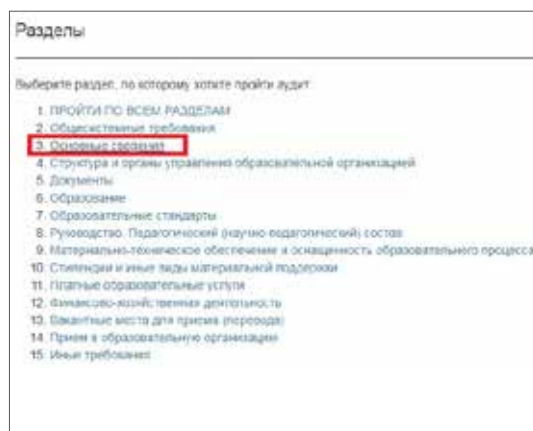 Разделы
Выберите раздел, по которому хотите пройти аудит:
1. ПРОЙТИ ПО ВСЕМ РАЗДЕЛАМ
2. Общесистемные требования
3. Основные сведения
4. Структура и органы управления образовательной организацией
5. Документы
6. Образование
7. Образовательные стандарты
8. Руководство. Педагогический (научно-педагогический) состав
9. Материально-техническое обеспечение и оснащенность образовательного процесса
10. Стипендии и иные виды материальной поддержки
11. Платные образовательные услуги
12. Финансово-хозяйственная деятельность
13. Вакантные места для приема (перевода)
14. Прием в образовательную организацию
15. Иные требования